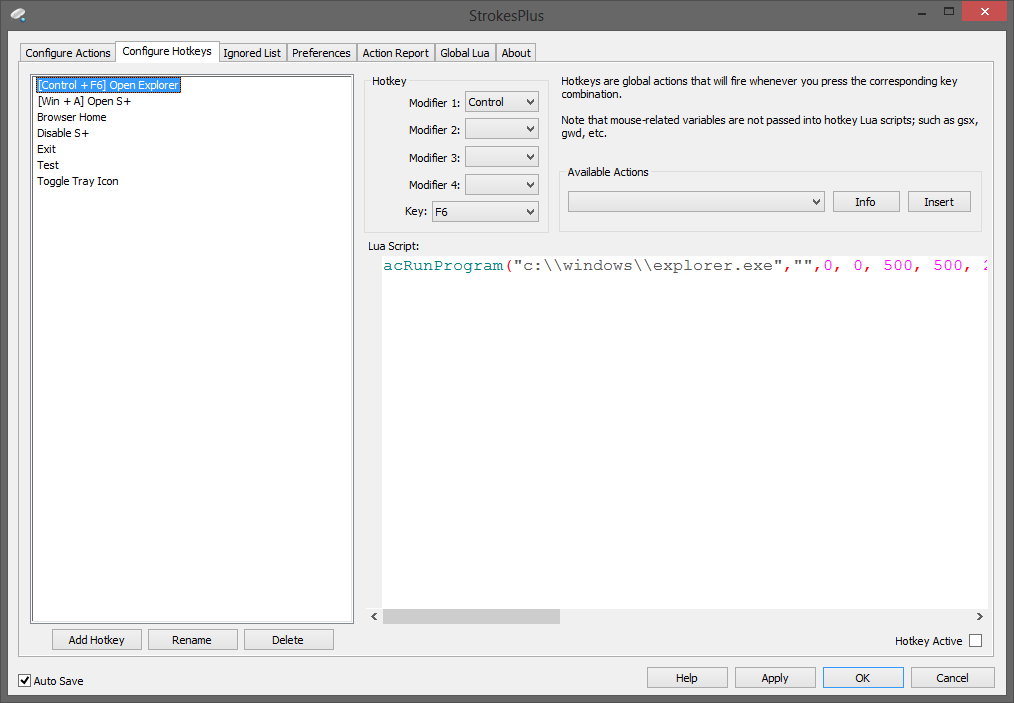 StrokesPlus
Configure Actions
Configure Hotkeys
Ignored List
Preferences
Action Report
Global Lua
About
[Control + F6] Open Explorer
[Win + A] Open S+
Browser Home
Disable S+
Exit
Test
Toggle Tray Icon
Hotkey
Modifier 1: Control
Modifier 2:
Modifier 3:
Modifier 4:
Key: F6
Hotkeys are global actions that will fire whenever you press the corresponding key
combination.
Note that mouse-related variables are not passed into hotkey Lua scripts; such as gsx,
gwd, etc.
Available Actions
Info
Insert
Lua Script:
acRunProgram("c:\\windows\\explorer.exe","",0, 0, 500, 500,
Add Hotkey
Rename
Delete
Hotkey Active
Auto Save
Help
Apply
OK
Cancel